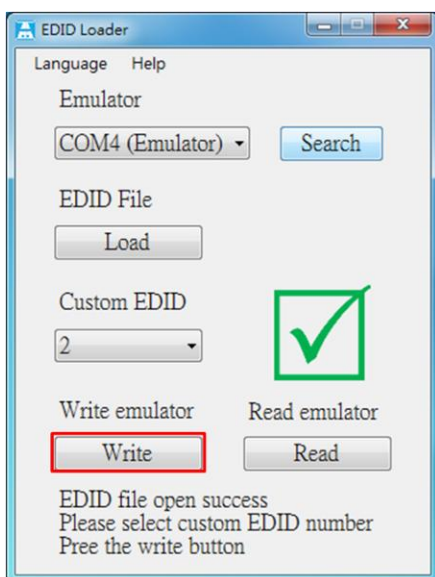 EDID Loader
Language Help
Emulator
COM4 (Emulator)
Search
EDID File
Load
Custom EDID
2
Write emulator
Read emulator
Write
Read
EDID file open success
Please select custom EDID number
Pree the write button